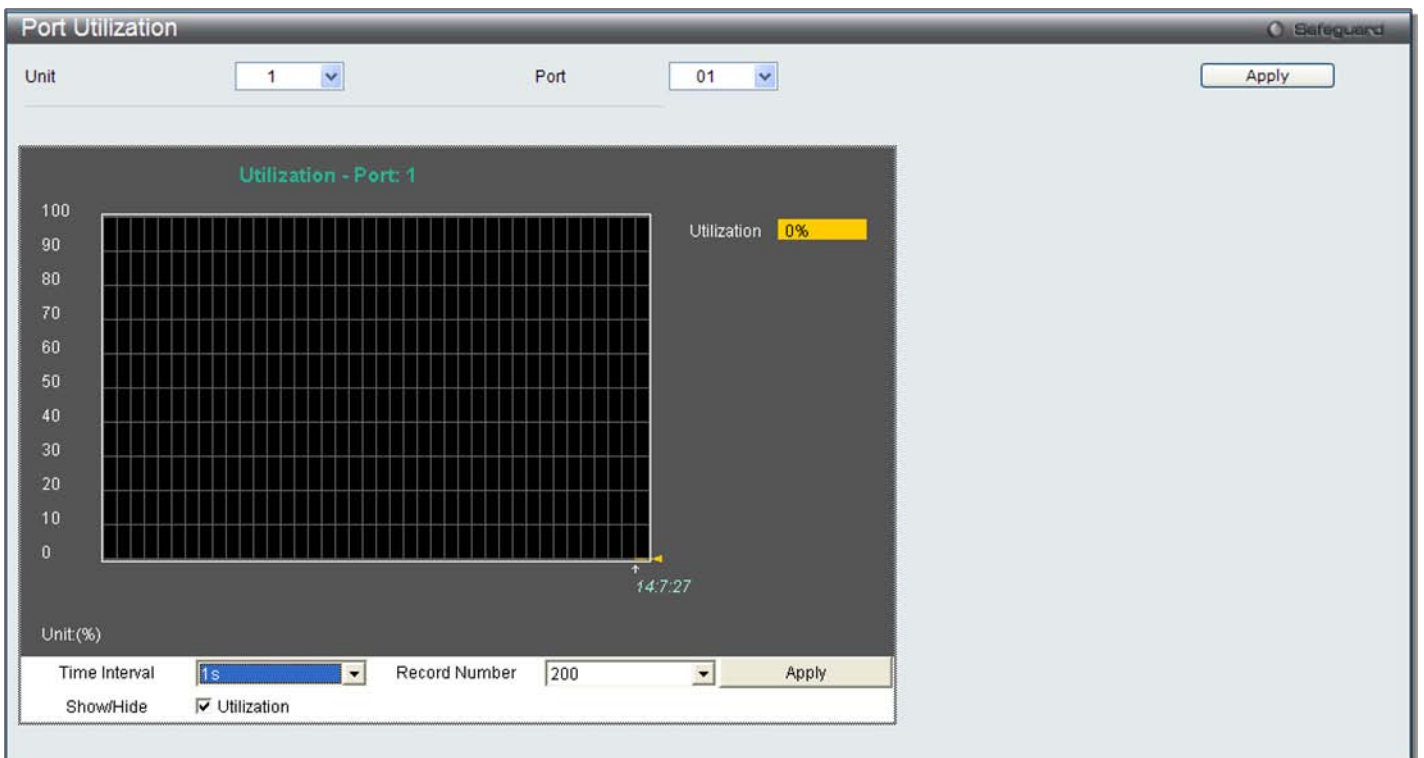 Port Utilization Safeguard
Unit 1 Port 01 Apply
Utilization - Port: 1
100
Utilization 0%
90
80
70
60
50
40
30
20
10
0
14:7:27
Unit:(%)
Time Interval 1s Record Number 200 Apply
Show/Hide Utilization